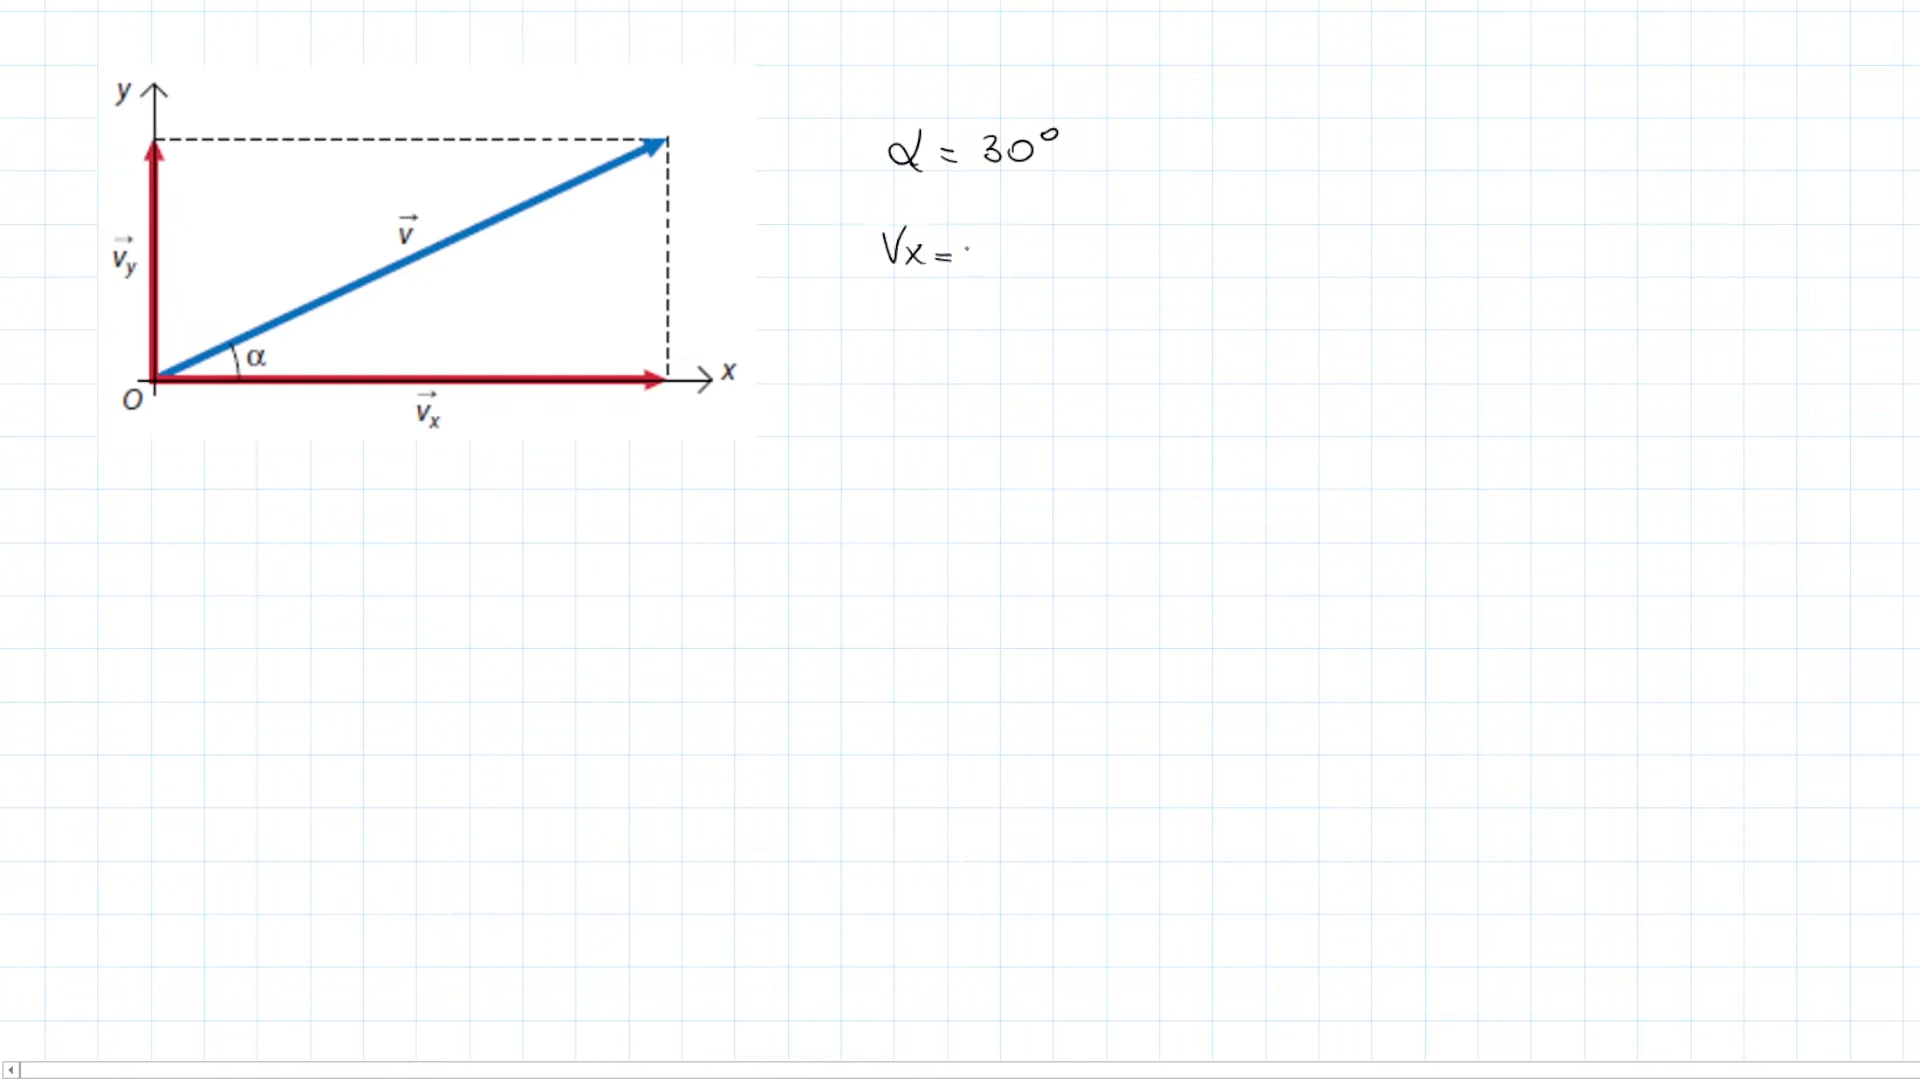 y
v⃗
v⃗y
α
O
x
v⃗x
α = 30°
Vx =